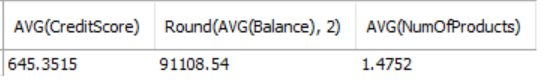 AVG(CreditScore) Round(AVG(Balance), 2) AVG(NumOfProducts)
645.3515 91108.54 1.4752